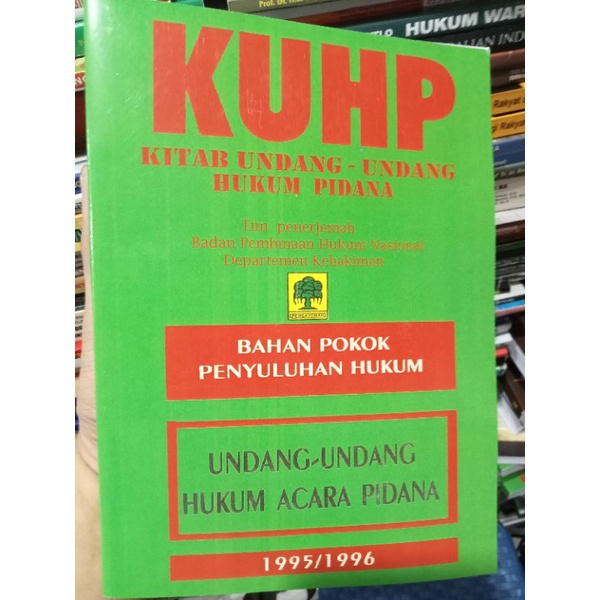 KUHP
KITAB UNDANG - UNDANG
HUKUM PIDANA
Tim penerjemah
Badan Pembinaan Hukum Nasional
Departemen Kehakiman
BAHAN POKOK
PENYULUHAN HUKUM
UNDANG-UNDANG
HUKUM ACARA PIDANA
1995/1996
HUKUM WAR
Rakyat